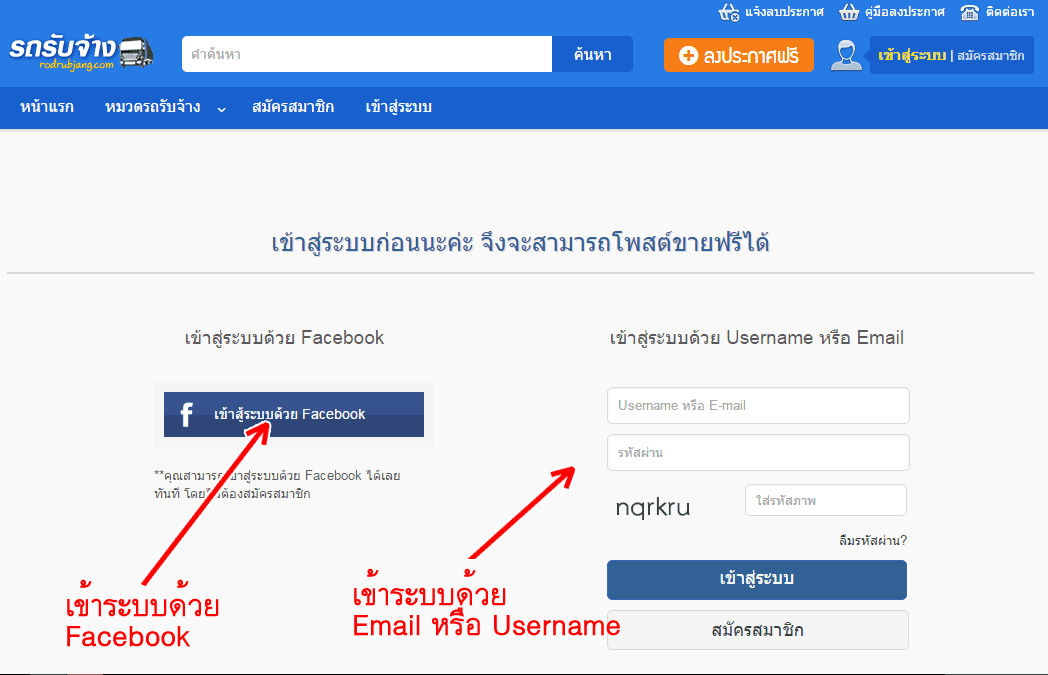 แจ้งลบประกาศ คู่มือลงประกาศ ติดต่อเรา
รถรับจ้าง
rodrubjang.com
คำค้นหา
ค้นหา
ลงประกาศฟรี
เข้าสู่ระบบ | สมัครสมาชิก
หน้าแรก หมวดรถรับจ้าง สมัครสมาชิก เข้าสู่ระบบ
เข้าสู่ระบบก่อนนะค่ะ จึงจะสามารถโพสต์ขายฟรีได้
เข้าสู่ระบบด้วย Facebook
f เข้าสู่ระบบด้วย Facebook
**คุณสามารถเข้าสู่ระบบด้วย Facebook ได้เลย
ทันที โดยไม่ต้องสมัครสมาชิก
เข้าระบบด้วย
Facebook
เข้าสู่ระบบด้วย Username หรือ Email
Username หรือ E-mail
รหัสผ่าน
nqrkru
ใส่รหัสภาพ
ลืมรหัสผ่าน?
เข้าสู่ระบบ
สมัครสมาชิก
เข้าระบบด้วย
Email หรือ Username